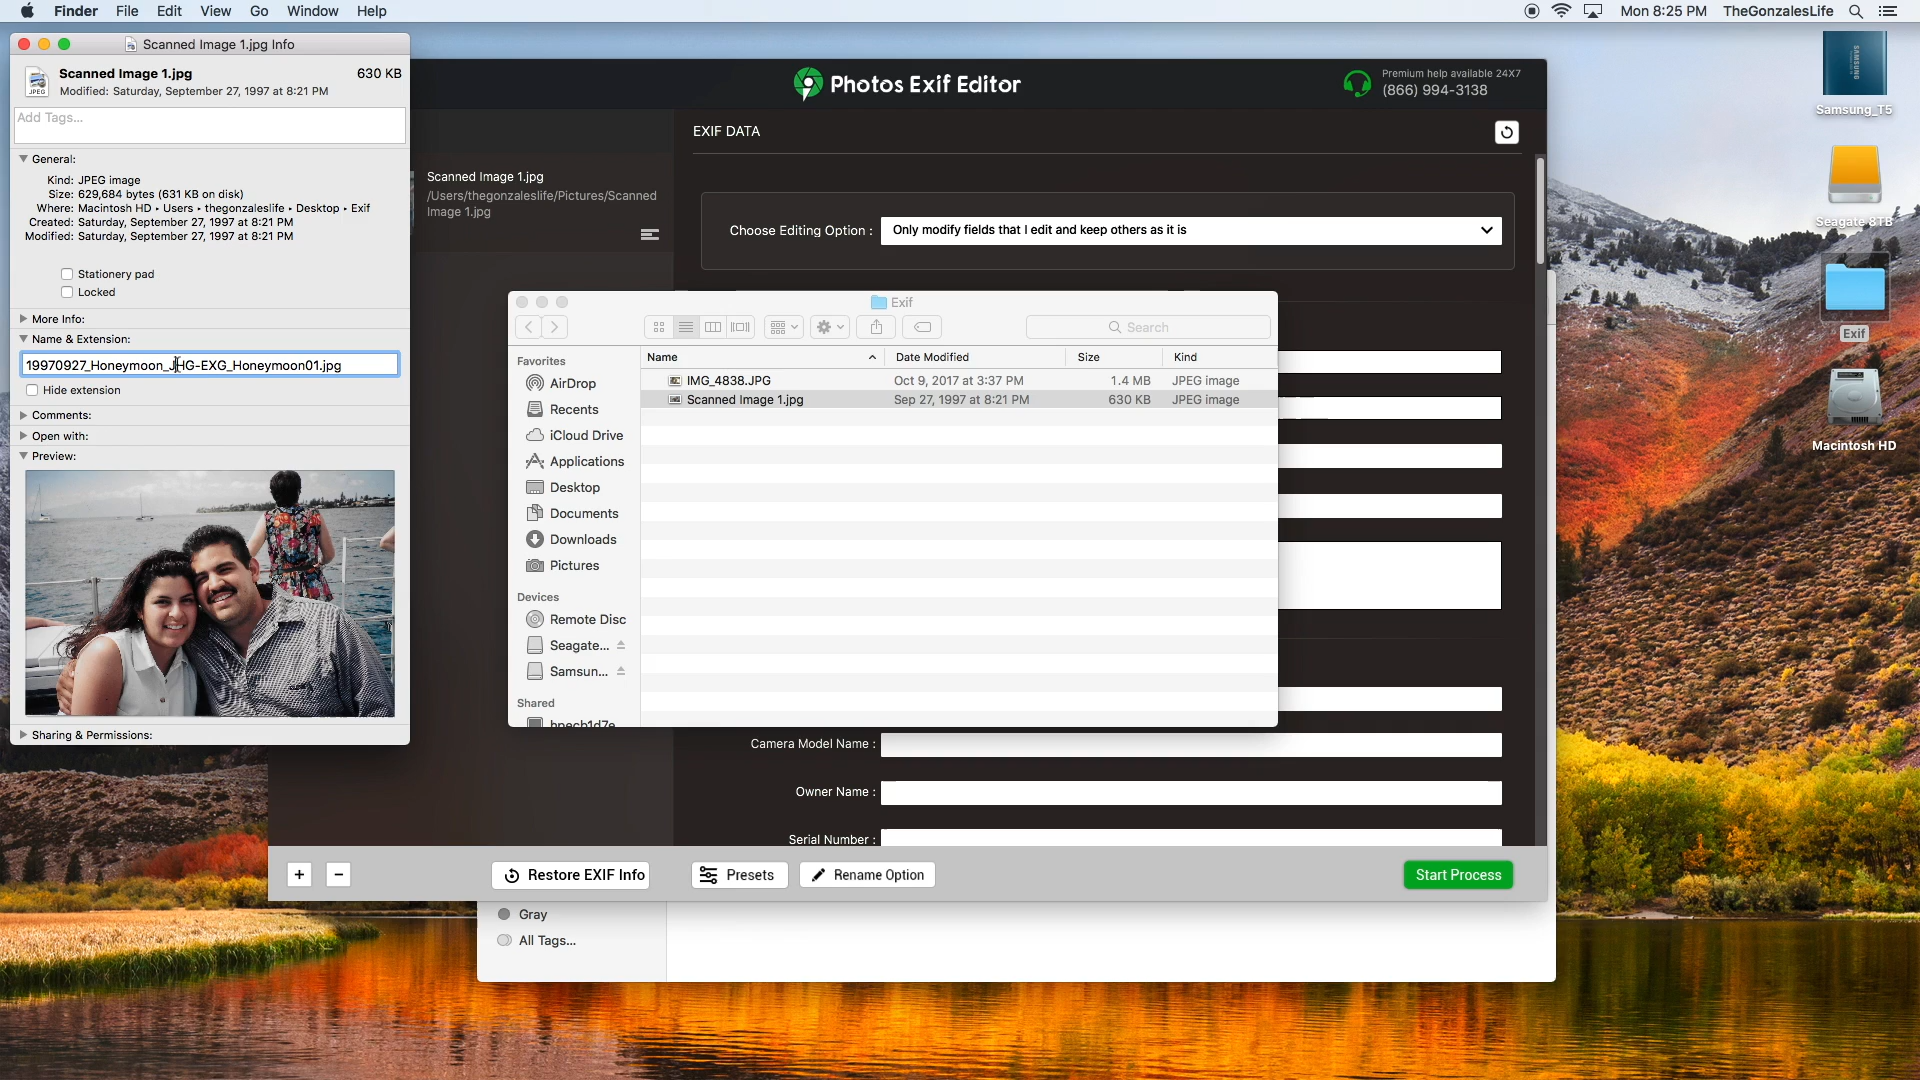 Finder File Edit View Go Window Help
Mon 8:25 PM TheGonzalesLife
Scanned Image 1.jpg Info
JPEG
Scanned Image 1.jpg 630 KB
Modified: Saturday, September 27, 1997 at 8:21 PM
Add Tags...
General:
Kind: JPEG image
Size: 629,684 bytes (631 KB on disk)
Where: Macintosh HD ▸ Users ▸ thegonzaleslife ▸ Desktop ▸ Exif
Created: Saturday, September 27, 1997 at 8:21 PM
Modified: Saturday, September 27, 1997 at 8:21 PM
Stationery pad
Locked
More Info:
Name & Extension:
19970927_Honeymoon_JHG-EXG_Honeymoon01.jpg
Hide extension
Comments:
Open with:
Preview:
Sharing & Permissions:
Photos Exif Editor
Premium help available 24X7
(866) 994-3138
Scanned Image 1.jpg
/Users/thegonzaleslife/Pictures/Scanned
Image 1.jpg
EXIF DATA
Choose Editing Option : Only modify fields that I edit and keep others as it is
Exif
Search
Favorites
AirDrop
Recents
iCloud Drive
Applications
Desktop
Documents
Downloads
Pictures
Devices
Remote Disc
Seagate...
Samsun...
Shared
Name Date Modified Size Kind
IMG_4838.JPG Oct 9, 2017 at 3:37 PM 1.4 MB JPEG image
Scanned Image 1.jpg Sep 27, 1997 at 8:21 PM 630 KB JPEG image
Camera Model Name :
Owner Name :
Serial Number :
+ − Restore EXIF Info Presets Rename Option Start Process
Gray
All Tags...
SAMSUNG
Samsung_T5
Seagate 8TB
Exif
Macintosh HD